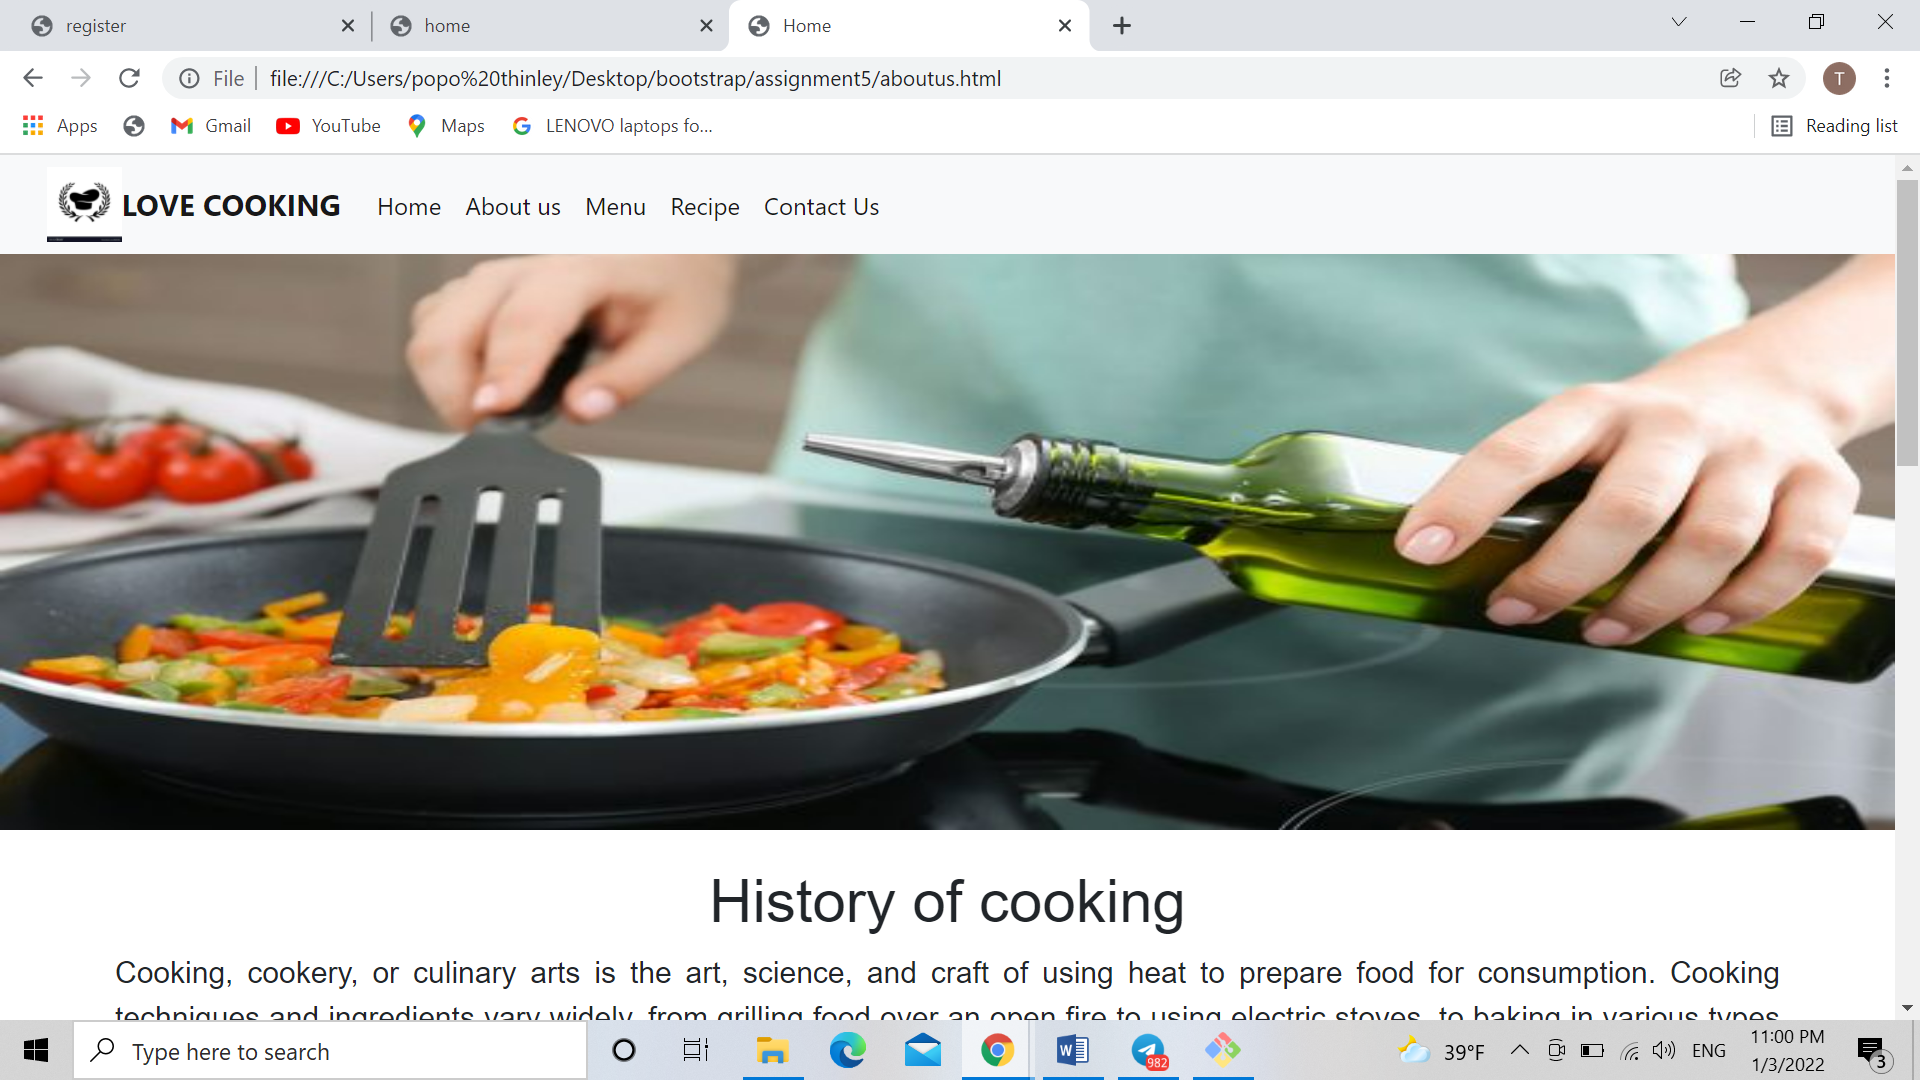 register
home
Home
File
file:///C:/Users/popo%20thinley/Desktop/bootstrap/assignment5/aboutus.html
T
Apps
Gmail
YouTube
Maps
LENOVO laptops fo...
Reading list
LOVE COOKING
Home
About us
Menu
Recipe
Contact Us
History of cooking
Cooking, cookery, or culinary arts is the art, science, and craft of using heat to prepare food for consumption. Cooking
techniques and ingredients vary widely, from grilling food over an open fire to using electric stoves, to baking in various types
Type here to search
982
39°F
ENG
11:00 PM
1/3/2022
3